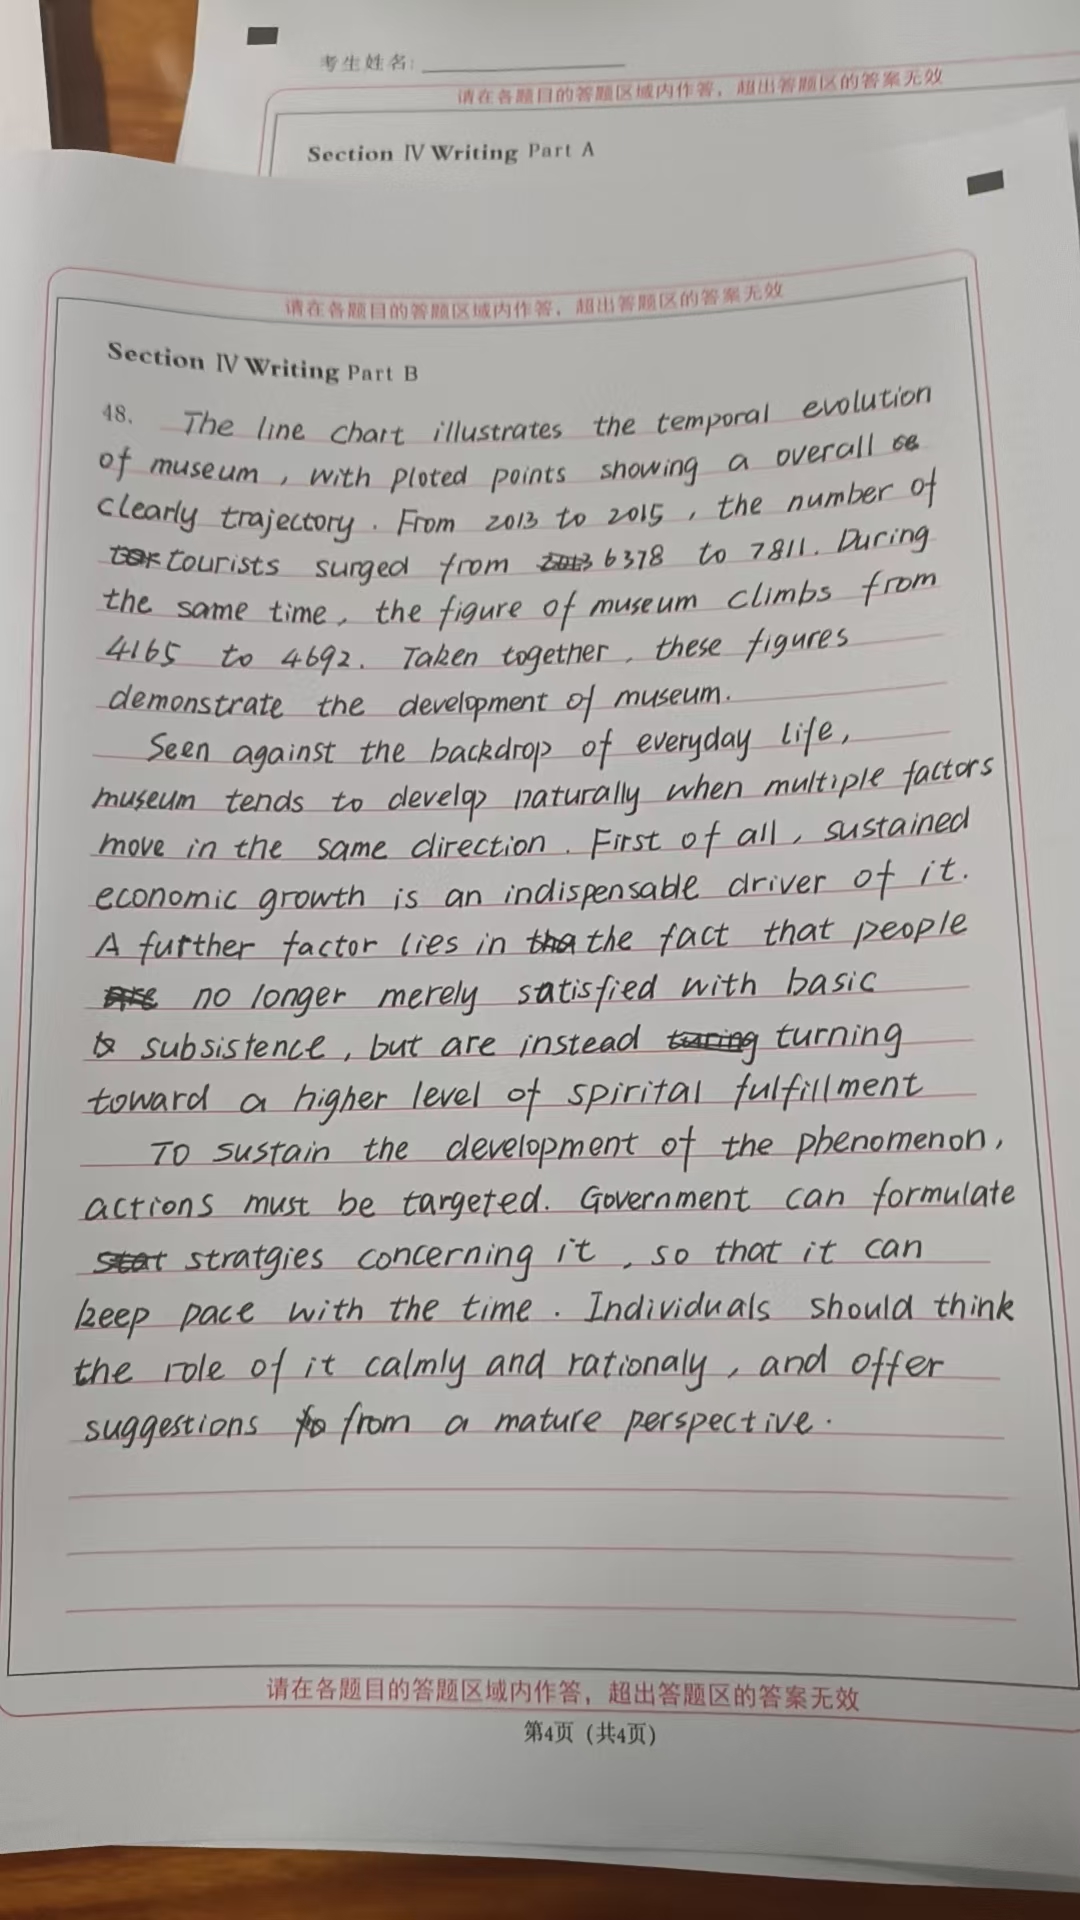 考生姓名:
请在各题目的答题区域内作答，超出答题区的答案无效
Section Ⅳ Writing Part A
请在各题目的答题区域内作答，超出答题区的答案无效
Section Ⅳ Writing Part B
48. The line chart illustrates the temporal evolution
of museum, with ploted points showing a overall
clearly trajectory. From 2013 to 2015, the number of
tourists surged from 6378 to 7811. During
the same time, the figure of museum climbs from
4165 to 4692. Taken together, these figures
demonstrate the development of museum.
Seen against the backdrop of everyday life,
museum tends to develop naturally when multiple factors
move in the same direction. First of all, sustained
economic growth is an indispensable driver of it.
A further factor lies in the fact that people
no longer merely satisfied with basic
subsistence, but are instead turning
toward a higher level of spirital fulfillment
To sustain the development of the phenomenon,
actions must be targeted. Government can formulate
stratgies concerning it, so that it can
keep pace with the time. Individuals should think
the role of it calmly and rationaly, and offer
suggestions from a mature perspective.
请在各题目的答题区域内作答，超出答题区的答案无效
第4页（共4页）